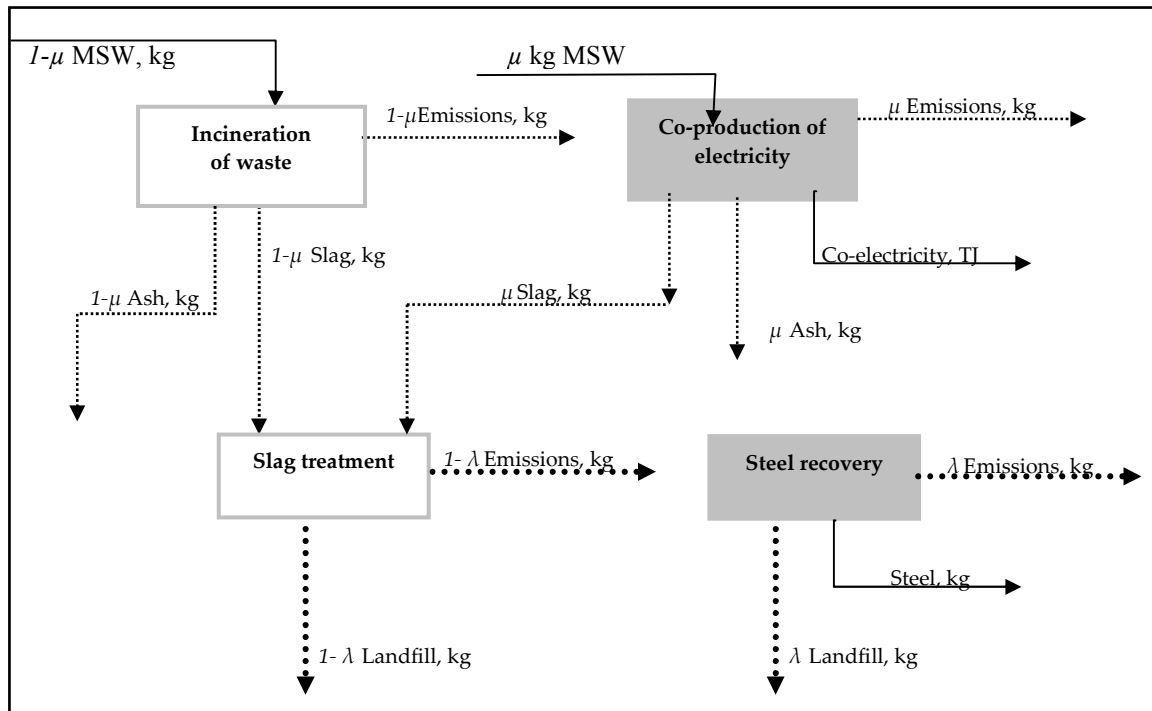 1-μ MSW, kg
μ kg MSW
Incineration
of waste
1-μEmissions, kg
Co-production of
electricity
μ Emissions, kg
1-μ Slag, kg
Co-electricity, TJ
1-μ Ash, kg
μ Slag, kg
μ Ash, kg
Slag treatment
1- λ Emissions, kg
Steel recovery
λ Emissions, kg
Steel, kg
1- λ Landfill, kg
λ Landfill, kg